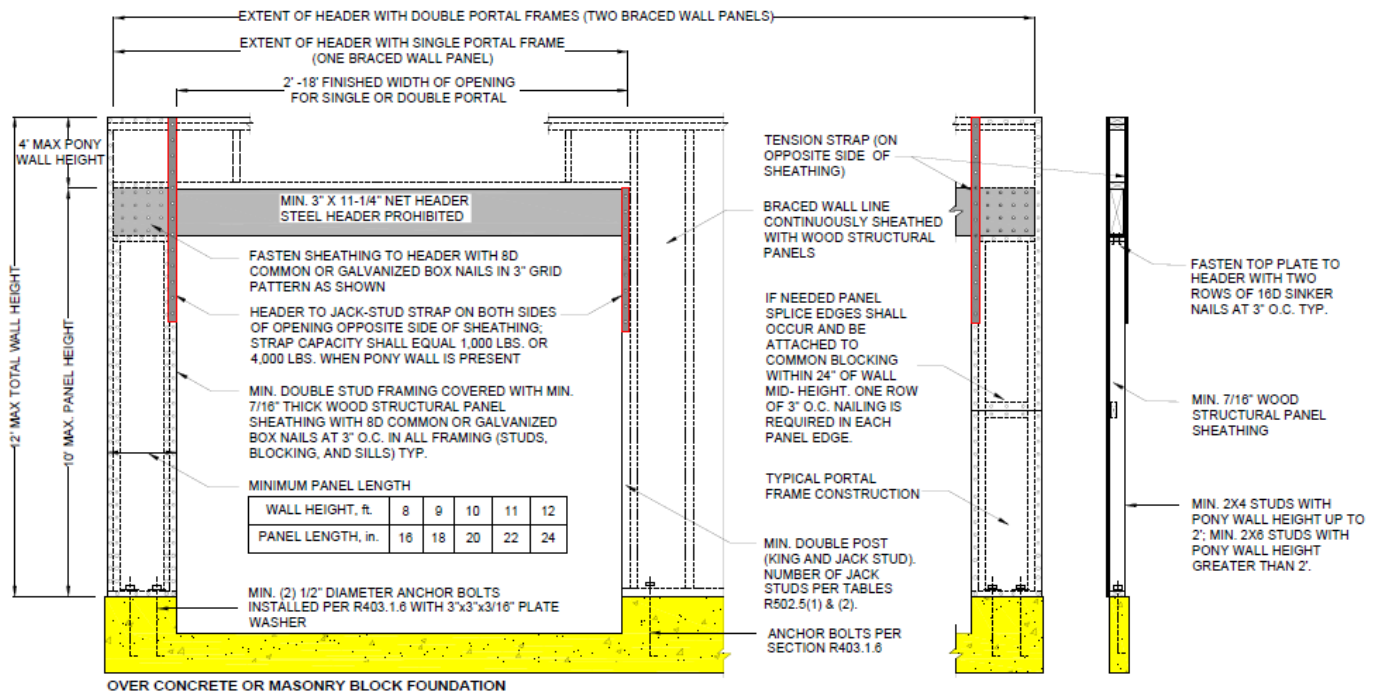 EXTENT OF HEADER WITH DOUBLE PORTAL FRAMES (TWO BRACED WALL PANELS)
EXTENT OF HEADER WITH SINGLE PORTAL FRAME
(ONE BRACED WALL PANEL)
2' -18' FINISHED WIDTH OF OPENING
FOR SINGLE OR DOUBLE PORTAL
4' MAX PONY
WALL HEIGHT
12' MAX TOTAL WALL HEIGHT
10' MAX. PANEL HEIGHT
MIN. 3" X 11-1/4" NET HEADER
STEEL HEADER PROHIBITED
FASTEN SHEATHING TO HEADER WITH 8D
COMMON OR GALVANIZED BOX NAILS IN 3" GRID
PATTERN AS SHOWN
HEADER TO JACK-STUD STRAP ON BOTH SIDES
OF OPENING OPPOSITE SIDE OF SHEATHING;
STRAP CAPACITY SHALL EQUAL 1,000 LBS. OR
4,000 LBS. WHEN PONY WALL IS PRESENT
MIN. DOUBLE STUD FRAMING COVERED WITH MIN.
7/16" THICK WOOD STRUCTURAL PANEL
SHEATHING WITH 8D COMMON OR GALVANIZED
BOX NAILS AT 3" O.C. IN ALL FRAMING (STUDS,
BLOCKING, AND SILLS) TYP.
MINIMUM PANEL LENGTH
WALL HEIGHT, ft. 8 9 10 11 12
PANEL LENGTH, in. 16 18 20 22 24
MIN. (2) 1/2" DIAMETER ANCHOR BOLTS
INSTALLED PER R403.1.6 WITH 3"x3"x3/16" PLATE
WASHER
TENSION STRAP (ON
OPPOSITE SIDE OF
SHEATHING)
BRACED WALL LINE
CONTINUOUSLY SHEATHED
WITH WOOD STRUCTURAL
PANELS
IF NEEDED PANEL
SPLICE EDGES SHALL
OCCUR AND BE
ATTACHED TO
COMMON BLOCKING
WITHIN 24" OF WALL
MID- HEIGHT. ONE ROW
OF 3" O.C. NAILING IS
REQUIRED IN EACH
PANEL EDGE.
TYPICAL PORTAL
FRAME CONSTRUCTION
MIN. DOUBLE POST
(KING AND JACK STUD).
NUMBER OF JACK
STUDS PER TABLES
R502.5(1) & (2).
ANCHOR BOLTS PER
SECTION R403.1.6
FASTEN TOP PLATE TO
HEADER WITH TWO
ROWS OF 16D SINKER
NAILS AT 3" O.C. TYP.
MIN. 7/16" WOOD
STRUCTURAL PANEL
SHEATHING
MIN. 2X4 STUDS WITH
PONY WALL HEIGHT UP TO
2'; MIN. 2X6 STUDS WITH
PONY WALL HEIGHT
GREATER THAN 2'.
OVER CONCRETE OR MASONRY BLOCK FOUNDATION